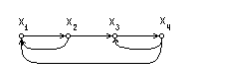 X₁ X₂ X₃ X₄